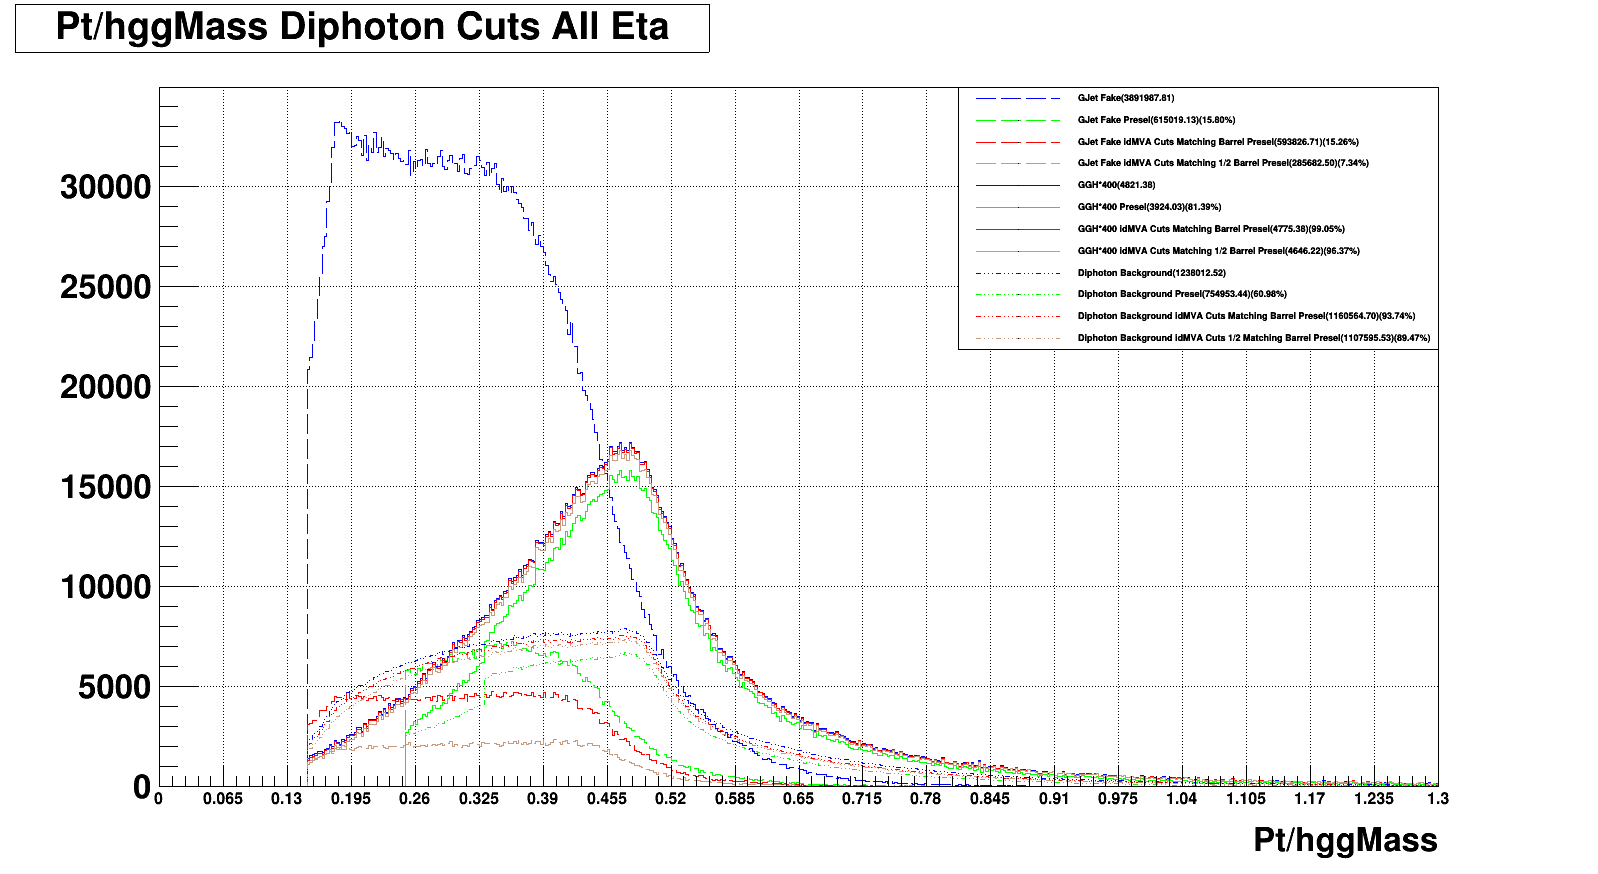 Pt/hggMass Diphoton Cuts All Eta
GJet Fake(3891987.81)
GJet Fake Presel(615019.13)(15.80%)
GJet Fake idMVA Cuts Matching Barrel Presel(593826.71)(15.26%)
GJet Fake idMVA Cuts Matching 1/2 Barrel Presel(285682.50)(7.34%)
GGH*400(4821.38)
GGH*400 Presel(3924.03)(81.39%)
GGH*400 idMVA Cuts Matching Barrel Presel(4775.38)(99.05%)
GGH*400 idMVA Cuts Matching 1/2 Barrel Presel(4646.22)(96.37%)
Diphoton Background(1238012.52)
Diphoton Background Presel(754953.44)(60.98%)
Diphoton Background idMVA Cuts Matching Barrel Presel(1160564.70)(93.74%)
Diphoton Background idMVA Cuts 1/2 Matching Barrel Presel(1107595.53)(89.47%)
30000
25000
20000
15000
10000
5000
0
0 0.065 0.13 0.195 0.26 0.325 0.39 0.455 0.52 0.585 0.65 0.715 0.78 0.845 0.91 0.975 1.04 1.105 1.17 1.235 1.3
Pt/hggMass